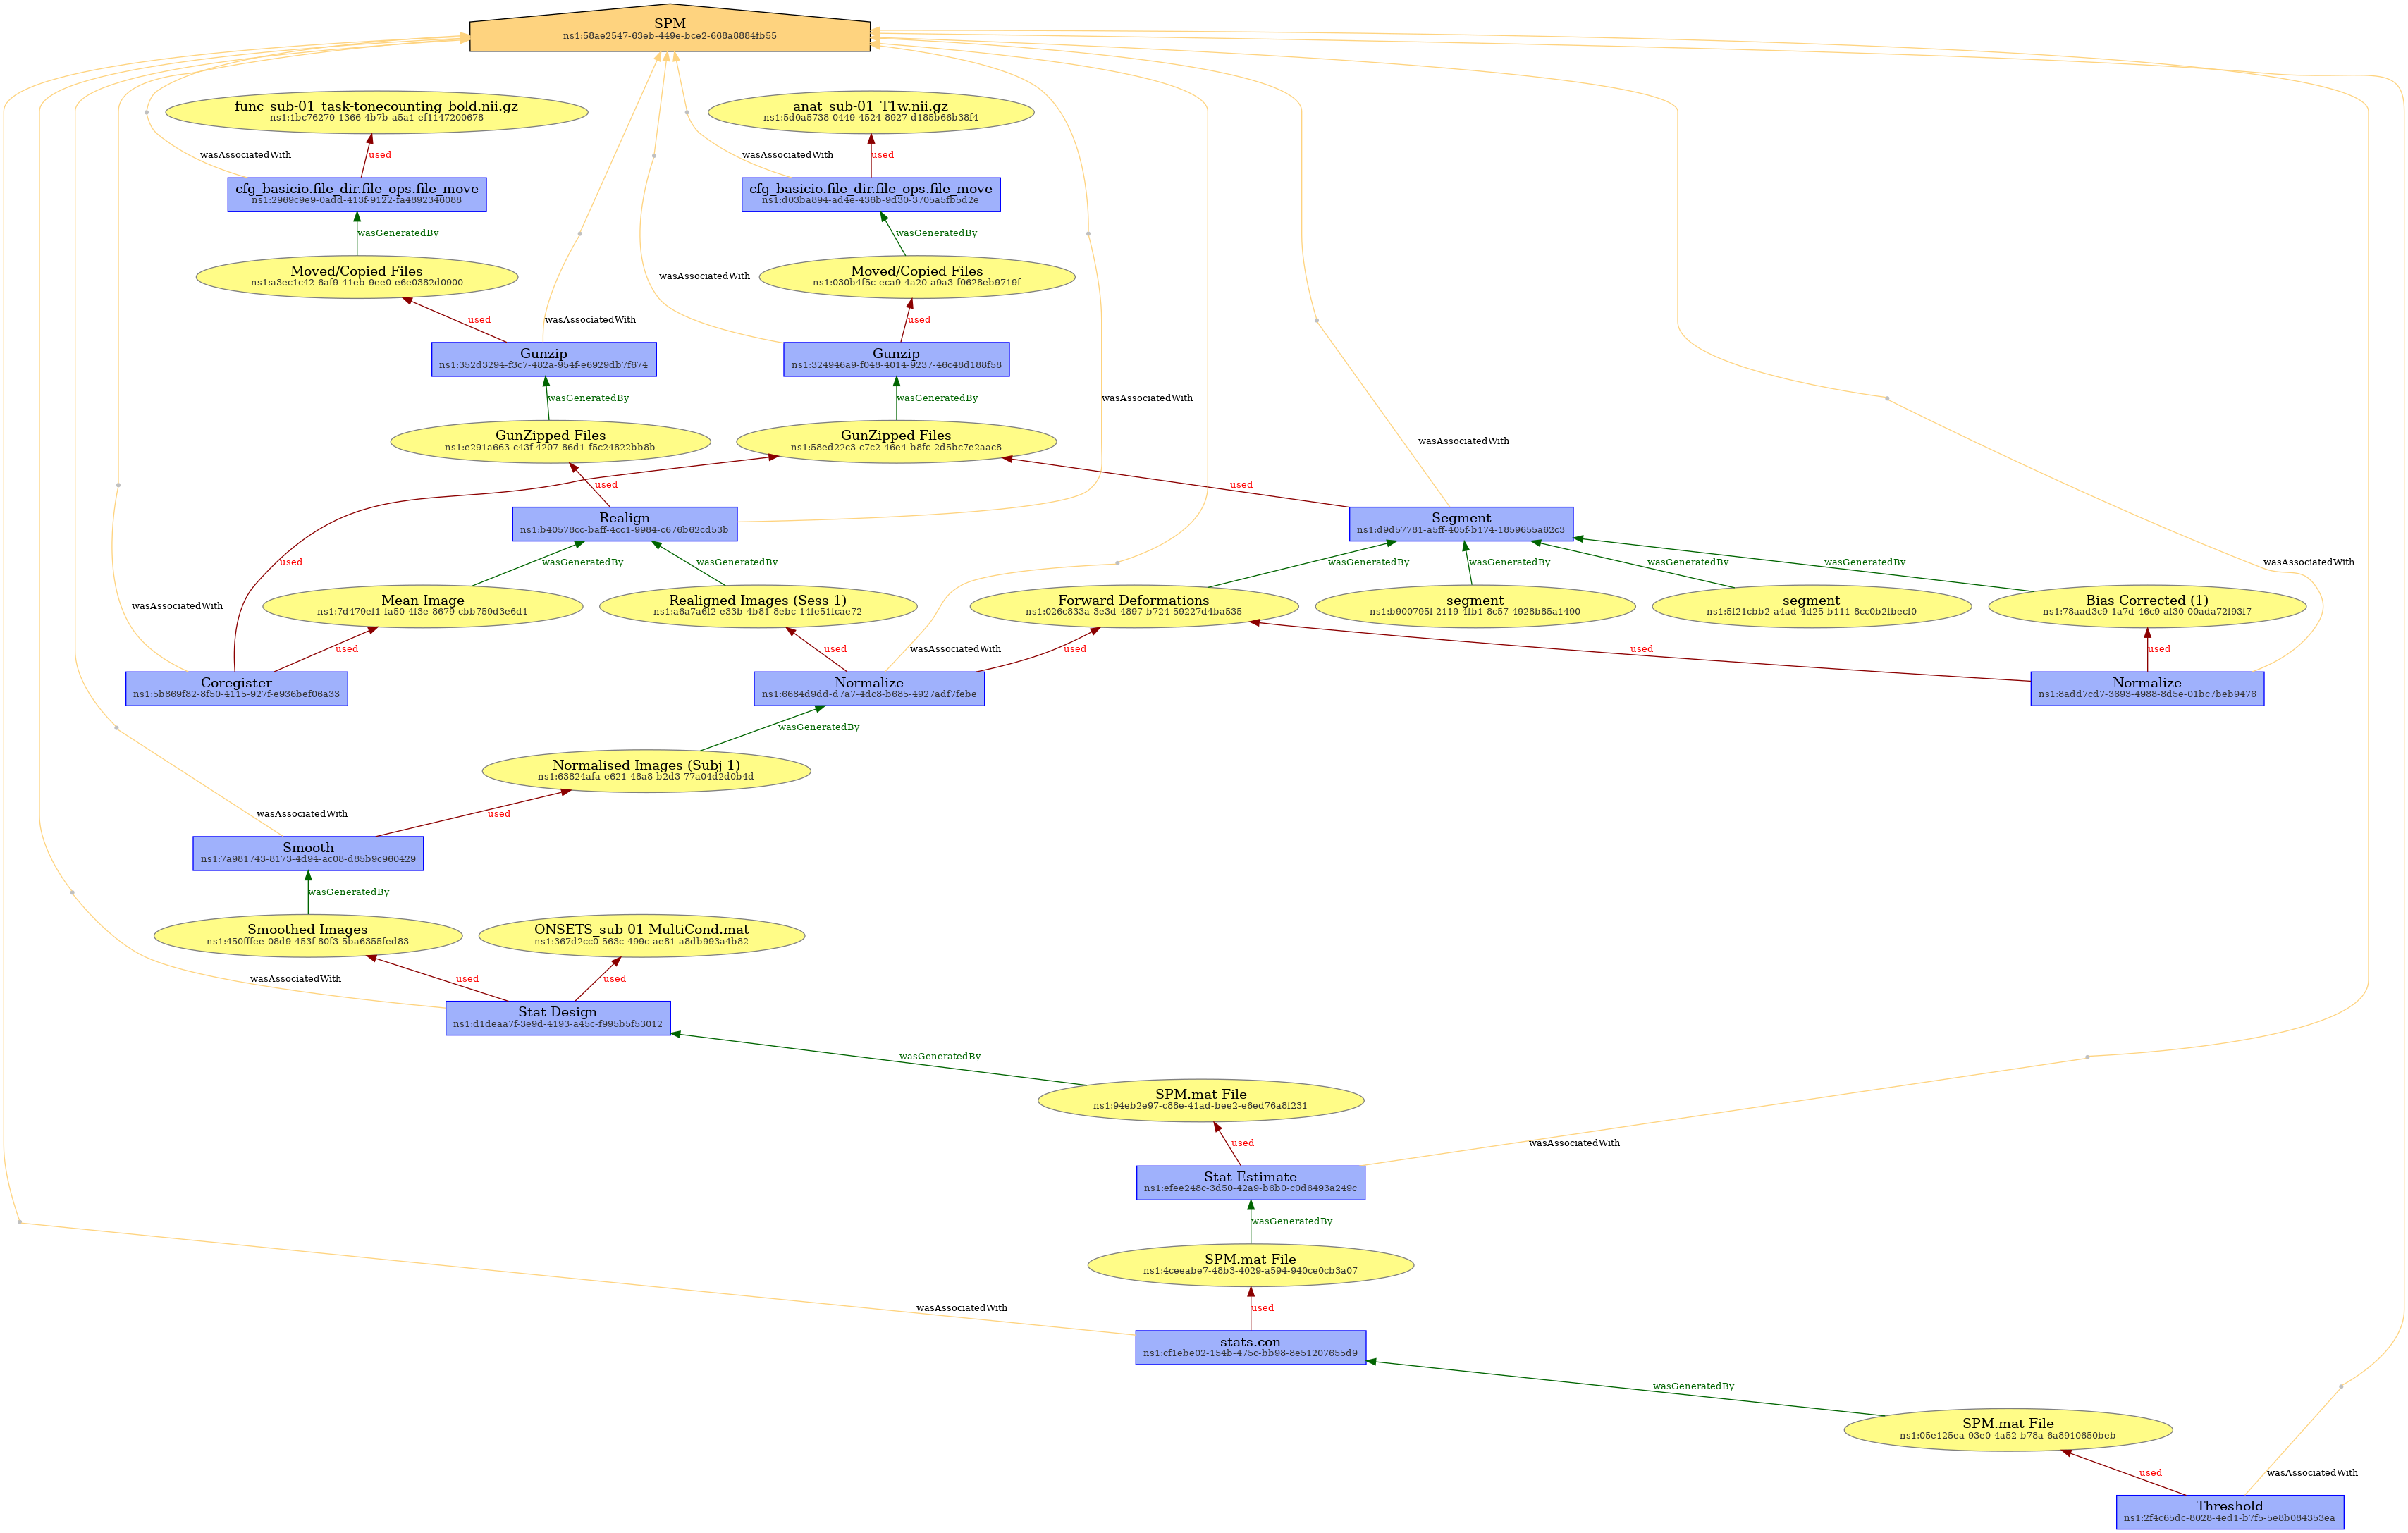 SPM
ns1:58ae2547-63eb-449e-bce2-668a8884fb55
func_sub-01_task-tonecounting_bold.nii.gz
ns1:1bc76279-1366-4b7b-a5a1-ef1147200678
anat_sub-01_T1w.nii.gz
ns1:5d0a5738-0449-4524-8927-d185b66b38f4
wasAssociatedWith
used
wasAssociatedWith
used
cfg_basicio.file_dir.file_ops.file_move
ns1:2969c9e9-0add-413f-9122-fa4892346088
cfg_basicio.file_dir.file_ops.file_move
ns1:d03ba894-ad4e-436b-9d30-3705a5fb5d2e
wasGeneratedBy
wasGeneratedBy
Moved/Copied Files
ns1:a3ec1c42-6af9-41eb-9ee0-e6e0382d0900
wasAssociatedWith
Moved/Copied Files
ns1:030b4f5c-eca9-4a20-a9a3-f0628eb9719f
used
wasAssociatedWith
used
Gunzip
ns1:352d3294-f3c7-482a-954f-e6929db7f674
Gunzip
ns1:324946a9-f048-4014-9237-46c48d188f58
wasGeneratedBy
wasGeneratedBy
wasAssociatedWith
GunZipped Files
ns1:e291a663-c43f-4207-86d1-f5c24822bb8b
GunZipped Files
ns1:58ed22c3-c7c2-46e4-b8fc-2d5bc7e2aac8
wasAssociatedWith
used
used
Realign
ns1:b40578cc-baff-4cc1-9984-c676b62cd53b
Segment
ns1:d9d57781-a5ff-405f-b174-1859655a62c3
used
wasGeneratedBy
wasGeneratedBy
wasGeneratedBy
wasGeneratedBy
wasGeneratedBy
wasGeneratedBy
wasAssociatedWith
wasAssociatedWith
Mean Image
ns1:7d479ef1-fa50-4f3e-8679-cbb759d3e6d1
Realigned Images (Sess 1)
ns1:a6a7a6f2-e33b-4b81-8ebc-14fe51fcae72
Forward Deformations
ns1:026c833a-3e3d-4897-b724-59227d4ba535
segment
ns1:b900795f-2119-4fb1-8c57-4928b85a1490
segment
ns1:5f21cbb2-a4ad-4d25-b111-8cc0b2fbecf0
Bias Corrected (1)
ns1:78aad3c9-1a7d-46c9-af30-00ada72f93f7
used
used
wasAssociatedWith
used
used
used
Coregister
ns1:5b869f82-8f50-4115-927f-e936bef06a33
Normalize
ns1:6684d9dd-d7a7-4dc8-b685-4927adf7febe
Normalize
ns1:8add7cd7-3693-4988-8d5e-01bc7beb9476
wasGeneratedBy
Normalised Images (Subj 1)
ns1:63824afa-e621-48a8-b2d3-77a04d2d0b4d
wasAssociatedWith
used
Smooth
ns1:7a981743-8173-4d94-ac08-d85b9c960429
wasGeneratedBy
Smoothed Images
ns1:450fffee-08d9-453f-80f3-5ba6355fed83
ONSETS_sub-01-MultiCond.mat
ns1:367d2cc0-563c-499c-ae81-a8db993a4b82
wasAssociatedWith
used
used
Stat Design
ns1:d1deaa7f-3e9d-4193-a45c-f995b5f53012
wasGeneratedBy
SPM.mat File
ns1:94eb2e97-c88e-41ad-bee2-e6ed76a8f231
used
wasAssociatedWith
Stat Estimate
ns1:efee248c-3d50-42a9-b6b0-c0d6493a249c
wasGeneratedBy
SPM.mat File
ns1:4ceeabe7-48b3-4029-a594-940ce0cb3a07
wasAssociatedWith
used
stats.con
ns1:cf1ebe02-154b-475c-bb98-8e51207655d9
wasGeneratedBy
SPM.mat File
ns1:05e125ea-93e0-4a52-b78a-6a8910650beb
used
wasAssociatedWith
Threshold
ns1:2f4c65dc-8028-4ed1-b7f5-5e8b084353ea